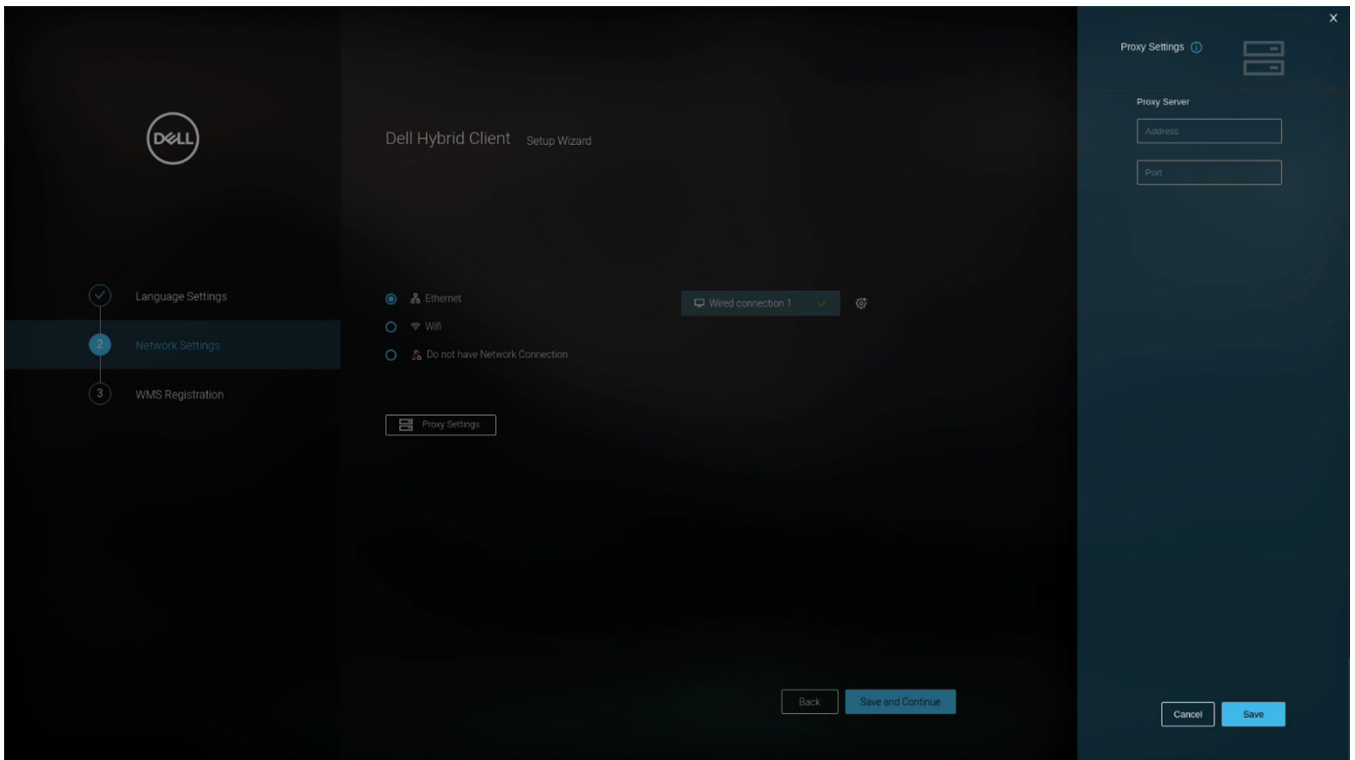 X
Proxy Settings
Proxy Server
Address
Port
DELL
Dell Hybrid Client Setup Wizard
Language Settings
2 Network Settings
3 WMS Registration
Ethernet
Wifi
Do not have Network Connection
Wired connection 1
Proxy Settings
Back Save and Continue
Cancel Save